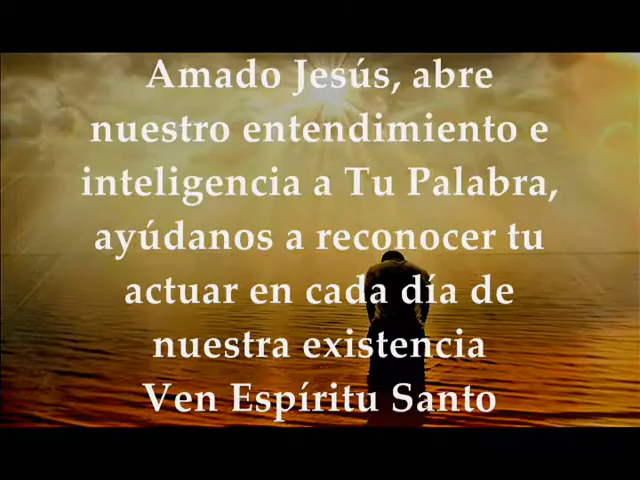 Amado Jesús, abre
nuestro entendimiento e
inteligencia a Tu Palabra,
ayúdanos a reconocer tu
actuar en cada día de
nuestra existencia
Ven Espíritu Santo